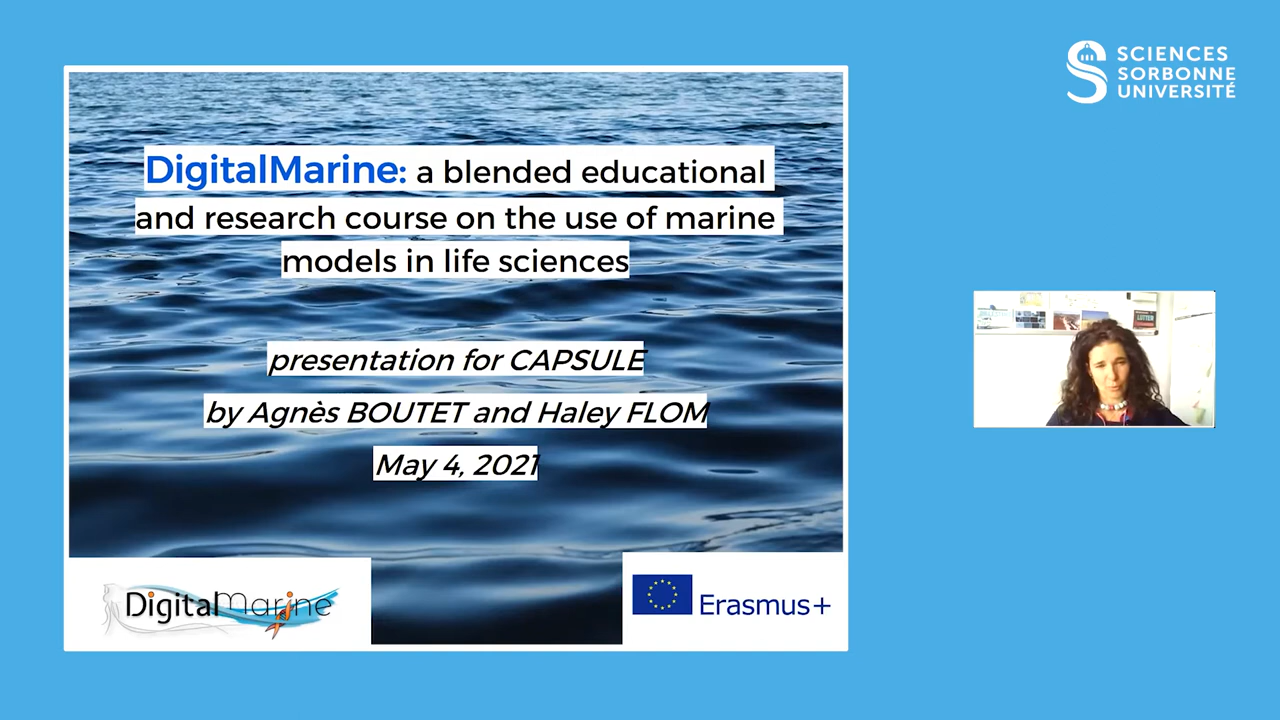 SCIENCES
SORBONNE
UNIVERSITÉ
DigitalMarine: a blended educational
and research course on the use of marine
models in life sciences
presentation for CAPSULE
by Agnès BOUTET and Haley FLOM
May 4, 2021
DigitalMarine
Erasmus+